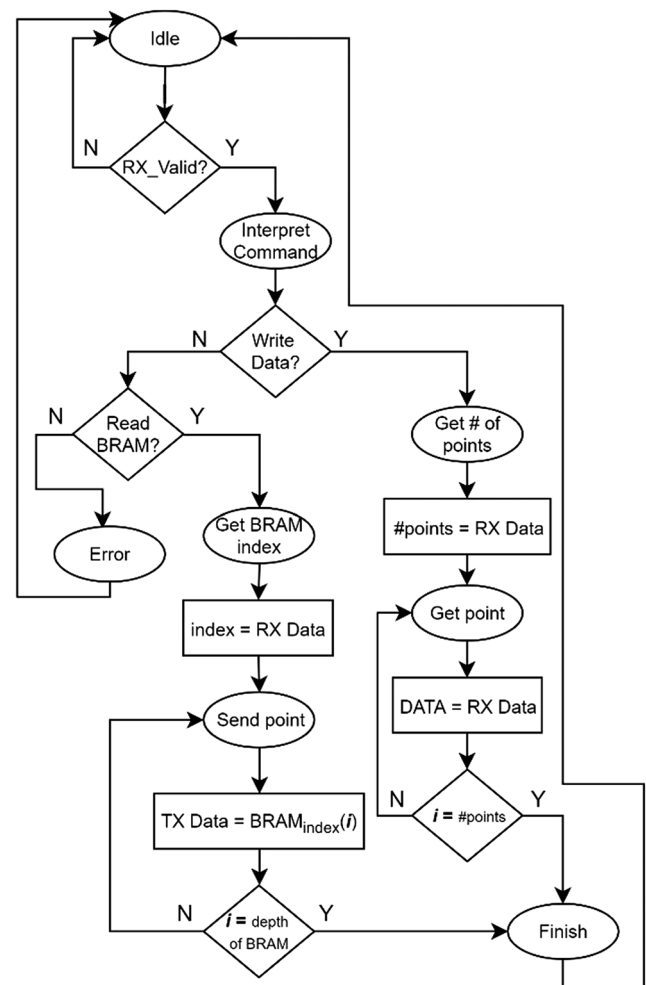 Idle
N
RX_Valid?
Y
Interpret
Command
N
Write
Data?
Y
N
Read
BRAM?
Y
Get # of
points
Error
Get BRAM
index
#points = RX Data
index = RX Data
Get point
Send point
DATA = RX Data
TX Data = BRAMindex(i)
N
i = #points
Y
N
i = depth
of BRAM
Y
Finish